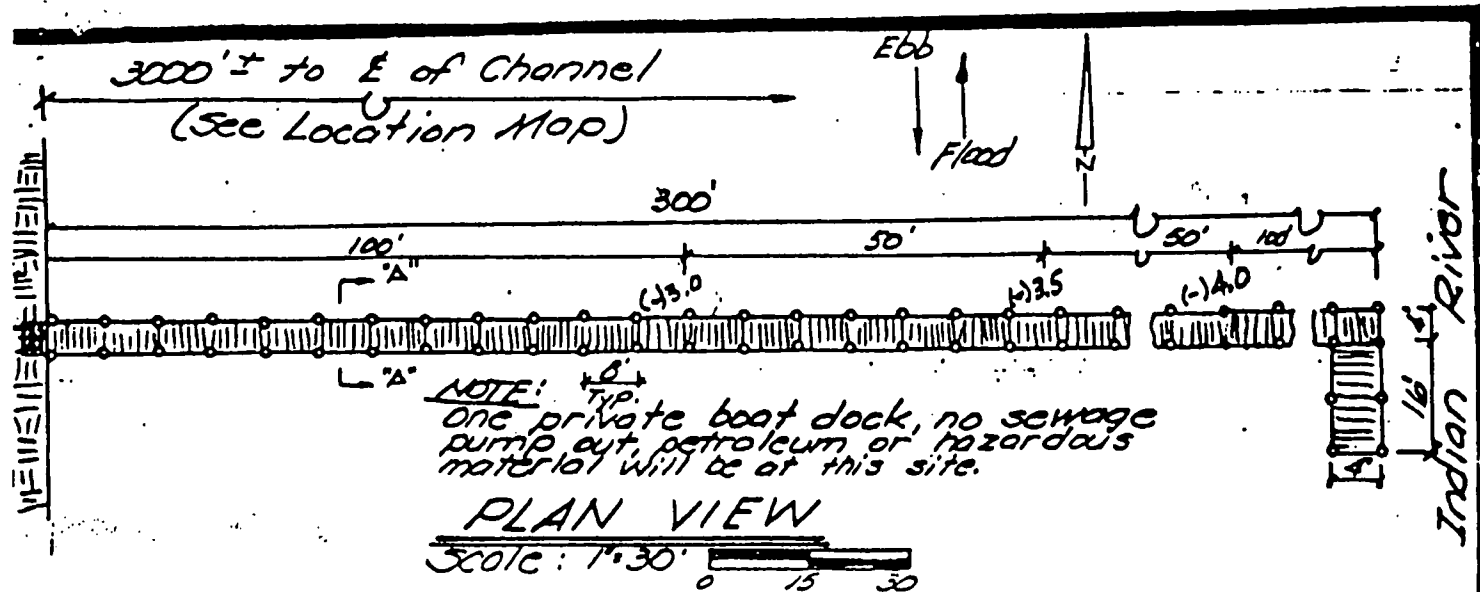 3000'± to ℄ of Channel
(See Location Map)
Ebb
Flood
N
300'
100'
50'
50'
100'
"A"
(-)3.0
(-)3.5
(-)4.0
4'
"A"
8'
Typ.
16'
4'
Indian River
NOTE:
One private boat dock, no sewage
pump out, petroleum or hazardous
material will be at this site.
PLAN VIEW
Scale: 1"=30'
0 15 30